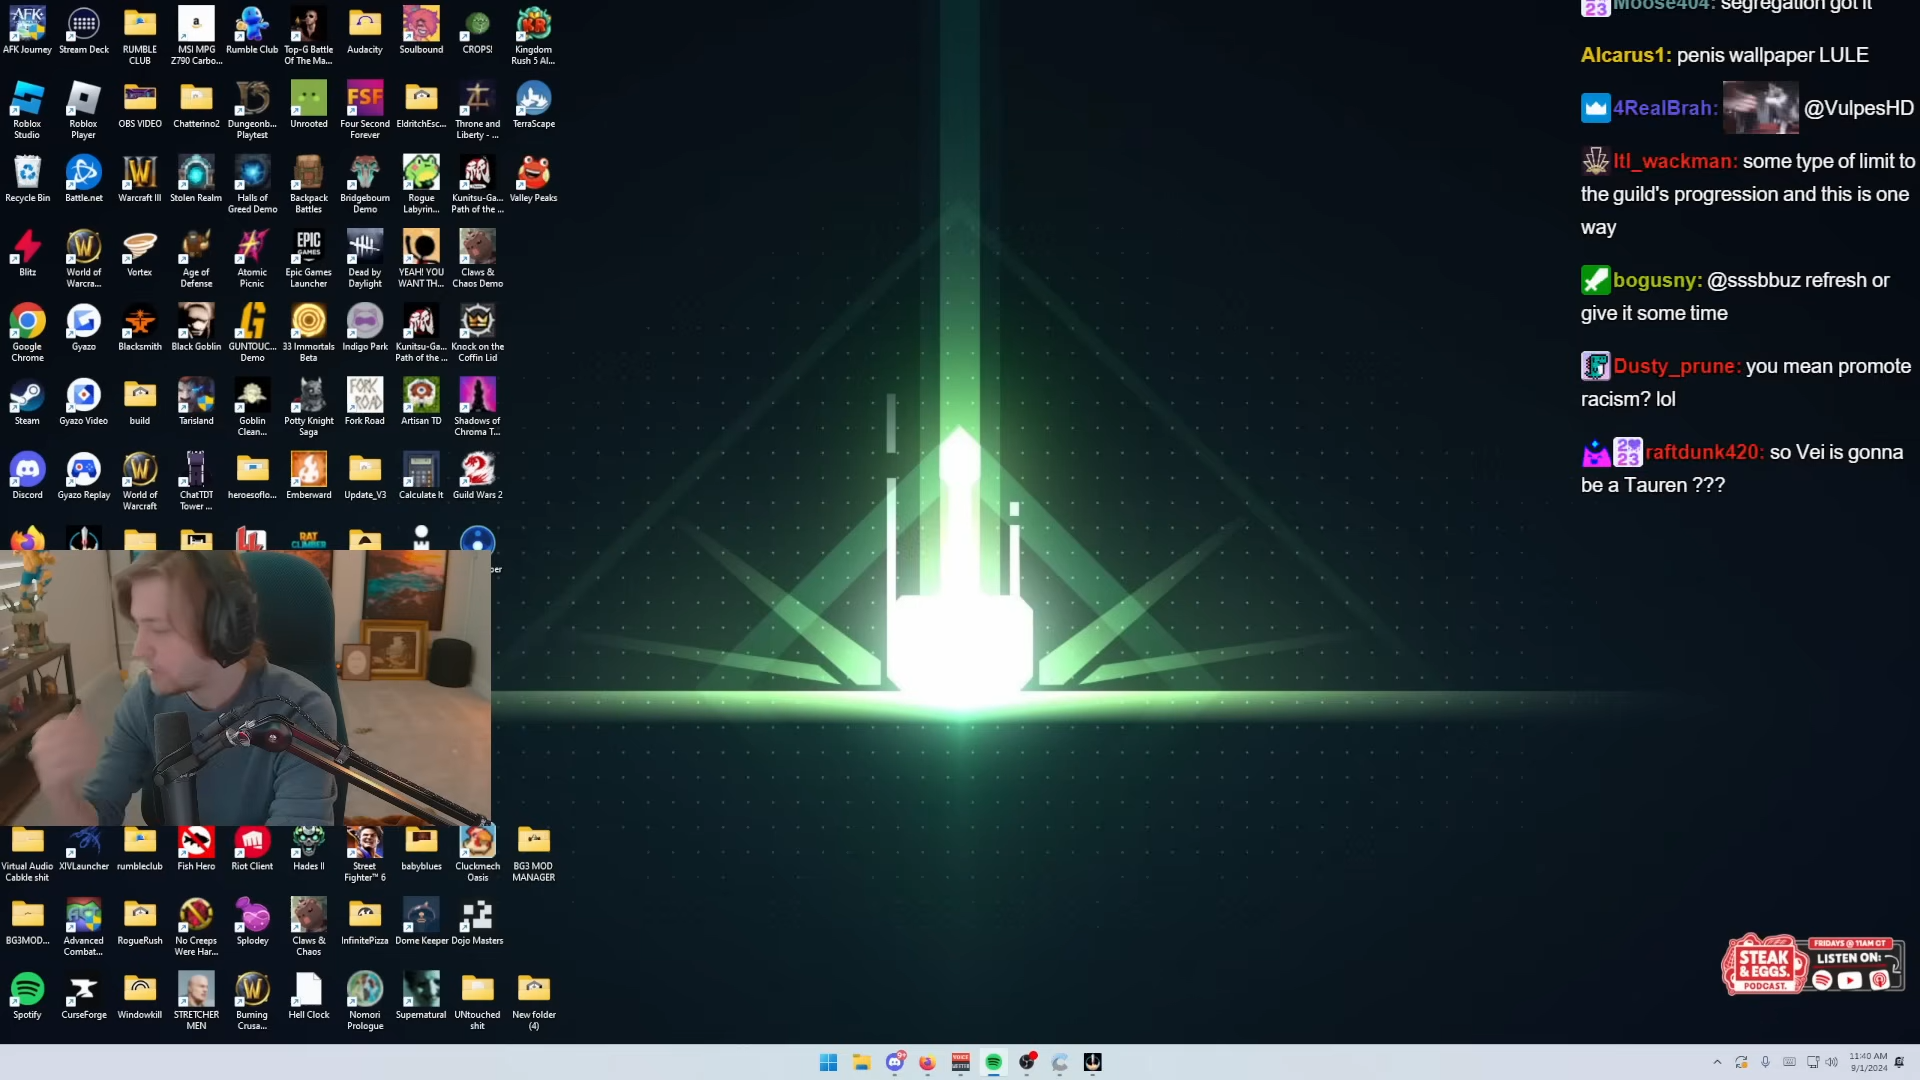 AFK Journey
Stream Deck
RUMBLE CLUB
MSI MPG Z790 Carbo...
Rumble Club
Top-G Battle Of The Ma...
Audacity
Soulbound
CROPS!
Kingdom Rush 5 Al...
Roblox Studio
Roblox Player
OBS VIDEO
Chatterino2
Dungeonb... Playtest
Unrooted
FSF
Four Second Forever
EldritchEsc...
Throne and Liberty - ...
TerraScape
Recycle Bin
Battle.net
Warcraft III
Stolen Realm
Halls of Greed Demo
Backpack Battles
Bridgebourn Demo
Rogue Labyrin...
Kunitsu-Ga... Path of the ...
Valley Peaks
Blitz
World of Warcra...
Vortex
Age of Defense
Atomic Picnic
EPIC GAMES
Epic Games Launcher
Dead by Daylight
YEAH! YOU WANT TH...
Claws & Chaos Demo
Google Chrome
Gyazo
Blacksmith
Black Goblin
GUNTOUC... Demo
33 Immortals Beta
Indigo Park
Kunitsu-Ga... Path of the ...
Knock on the Coffin Lid
Steam
Gyazo Video
build
Tarisland
Goblin Clean...
Potty Knight Saga
FORK ROAD
Fork Road
Artisan TD
Shadows of Chroma T...
Discord
Gyazo Replay
World of Warcraft
ChatTDT Tower ...
heroesoflo...
Emberward
Update_V3
Calculate It
Guild Wars 2
Virtual Audio Cabkle shit
XIVLauncher
rumbleclub
Fish Hero
Riot Client
Hades II
Street Fighter™ 6
babyblues
Cluckmech Oasis
BG3 MOD MANAGER
BG3MOD...
Advanced Combat...
RogueRush
No Creeps Were Har...
Splodey
Claws & Chaos
InfinitePizza
Dome Keeper
Dojo Masters
Spotify
CurseForge
Windowkill
STRETCHER MEN
Burning Crusa...
Hell Clock
Nomori Prologue
Supernatural
UNtouched shit
New folder (4)
Moose404: segregation got it
Alcarus1: penis wallpaper LULE
4RealBrah: @VulpesHD
ltl_wackman: some type of limit to
the guild's progression and this is one
way
bogusny: @sssbbuz refresh or
give it some time
Dusty_prune: you mean promote
racism? lol
raftdunk420: so Vei is gonna
be a Tauren ???
STEAK & EGGS. PODCAST.
FRIDAYS @ 11AM CT
LISTEN ON:
11:40 AM
9/1/2024